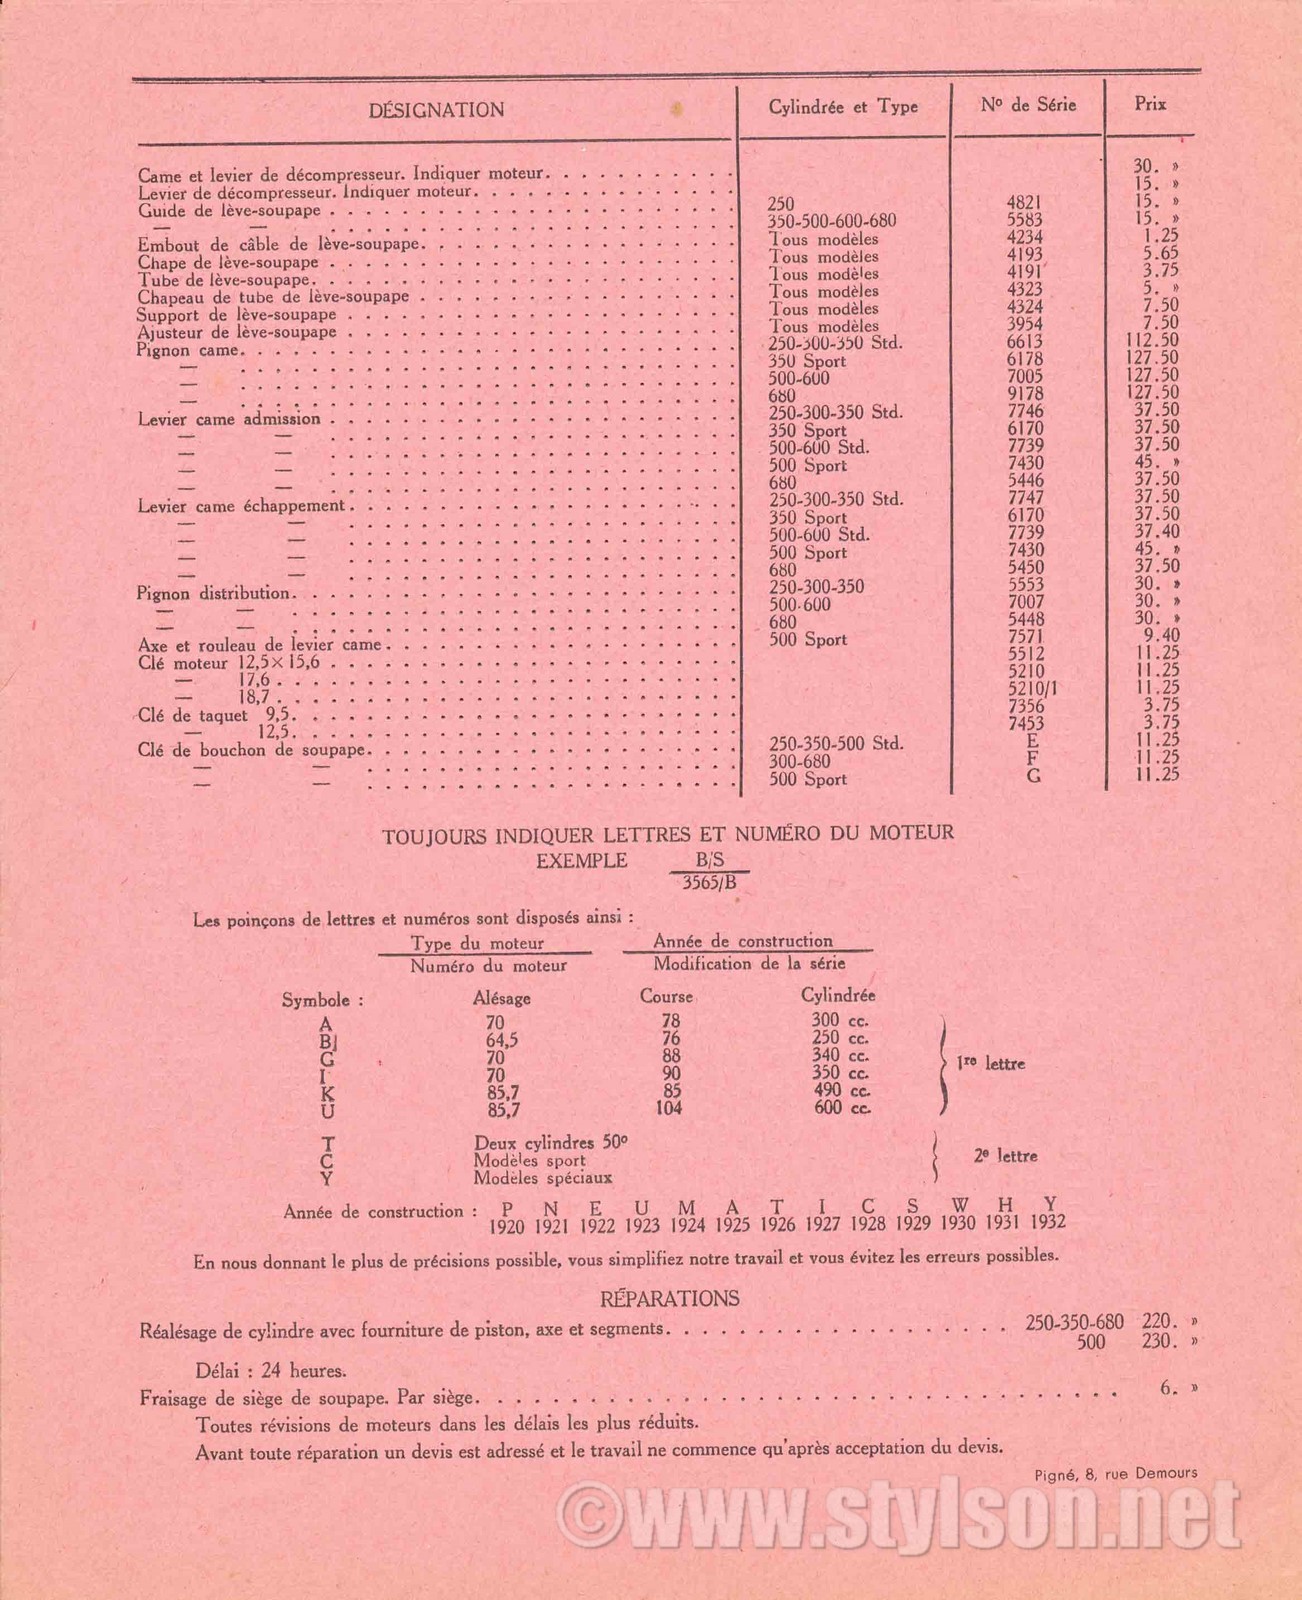 DÉSIGNATION Cylindrée et Type Nº de Série Prix
Came et levier de décompresseur. Indiquer moteur. 30. »
Levier de décompresseur. Indiquer moteur. 15. »
Guide de lève-soupape 250 4821 15. »
— — 350-500-600-680 5583 15. »
Embout de câble de lève-soupape. Tous modèles 4234 1.25
Chape de lève-soupape Tous modèles 4193 5.65
Tube de lève-soupape. Tous modèles 4191 3.75
Chapeau de tube de lève-soupape Tous modèles 4323 5. »
Support de lève-soupape Tous modèles 4324 7.50
Ajusteur de lève-soupape Tous modèles 3954 7.50
Pignon came. 250-300-350 Std. 6613 112.50
— 350 Sport 6178 127.50
— 500-600 7005 127.50
— 680 9178 127.50
Levier came admission 250-300-350 Std. 7746 37.50
— — 350 Sport 6170 37.50
— — 500-600 Std. 7739 37.50
— — 500 Sport 7430 45. »
— — 680 5446 37.50
Levier came échappement. 250-300-350 Std. 7747 37.50
— — 350 Sport 6170 37.50
— — 500-600 Std. 7739 37.40
— — 500 Sport 7430 45. »
— — 680 5450 37.50
Pignon distribution. 250-300-350 5553 30. »
— — 500-600 7007 30. »
— — 680 5448 30. »
Axe et rouleau de levier came. 500 Sport 7571 9.40
Clé moteur 12,5×15,6 5512 11.25
— 17,6 5210 11.25
— 18,7 5210/1 11.25
Clé de taquet 9,5. 7356 3.75
— 12,5. 7453 3.75
Clé de bouchon de soupape. 250-350-500 Std. E 11.25
— — 300-680 F 11.25
— — 500 Sport G 11.25
TOUJOURS INDIQUER LETTRES ET NUMÉRO DU MOTEUR
EXEMPLE B/S
3565/B
Les poinçons de lettres et numéros sont disposés ainsi :
Type du moteur Année de construction
Numéro du moteur Modification de la série
Symbole : Alésage Course Cylindrée
A 70 78 300 cc.
BJ 64,5 76 250 cc.
G 70 88 340 cc.
I 70 90 350 cc.
K 85,7 85 490 cc.
U 85,7 104 600 cc.
1re lettre
T Deux cylindres 50º
C Modèles sport
Y Modèles spéciaux
2e lettre
Année de construction : P N E U M A T I C S W H Y
1920 1921 1922 1923 1924 1925 1926 1927 1928 1929 1930 1931 1932
En nous donnant le plus de précisions possible, vous simplifiez notre travail et vous évitez les erreurs possibles.
RÉPARATIONS
Réalésage de cylindre avec fourniture de piston, axe et segments. 250-350-680 220. »
500 230. »
Délai : 24 heures.
Fraisage de siège de soupape. Par siège. 6. »
Toutes révisions de moteurs dans les délais les plus réduits.
Avant toute réparation un devis est adressé et le travail ne commence qu'après acceptation du devis.
Pigné, 8, rue Demours
©www.stylson.net